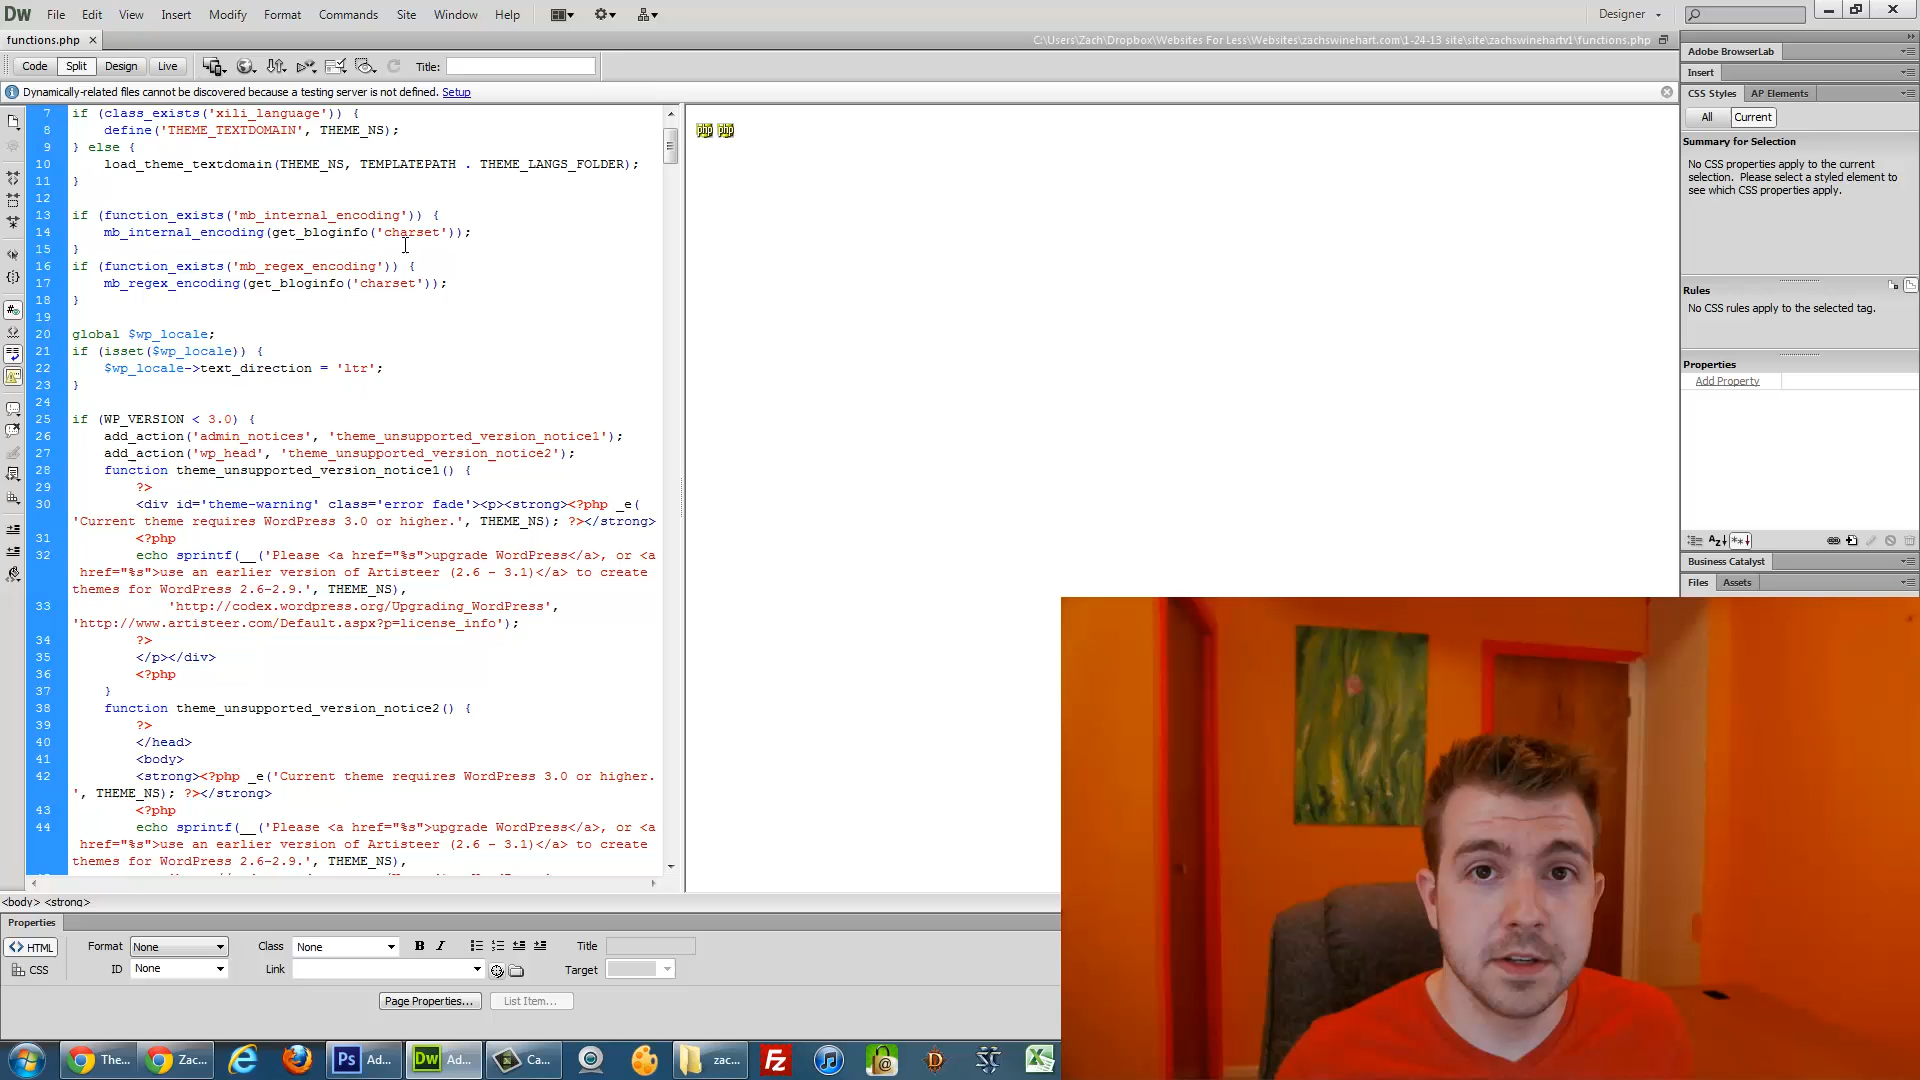 Dw File Edit View Insert Modify Format Commands Site Window Help Designer
functions.php C:\Users\Zach\Dropbox\Websites For Less\Websites\zachswinehart.com\1-24-13 site\site\zachswinehartv1\functions.php
Code Split Design Live Title:
Dynamically-related files cannot be discovered because a testing server is not defined. Setup
7 if (class_exists('xili_language')) {
8 define('THEME_TEXTDOMAIN', THEME_NS);
9 } else {
10 load_theme_textdomain(THEME_NS, TEMPLATEPATH . THEME_LANGS_FOLDER);
11 }
12
13 if (function_exists('mb_internal_encoding')) {
14 mb_internal_encoding(get_bloginfo('charset'));
15 }
16 if (function_exists('mb_regex_encoding')) {
17 mb_regex_encoding(get_bloginfo('charset'));
18 }
19
20 global $wp_locale;
21 if (isset($wp_locale)) {
22 $wp_locale->text_direction = 'ltr';
23 }
24
25 if (WP_VERSION < 3.0) {
26 add_action('admin_notices', 'theme_unsupported_version_notice1');
27 add_action('wp_head', 'theme_unsupported_version_notice2');
28 function theme_unsupported_version_notice1() {
29 ?>
30 <div id='theme-warning' class='error fade'><p><strong><?php _e(
'Current theme requires WordPress 3.0 or higher.', THEME_NS); ?></strong>
31 <?php
32 echo sprintf(__('Please <a href="%s">upgrade WordPress</a>, or <a
href="%s">use an earlier version of Artisteer (2.6 - 3.1)</a> to create
themes for WordPress 2.6-2.9.', THEME_NS),
33 'http://codex.wordpress.org/Upgrading_WordPress',
'http://www.artisteer.com/Default.aspx?p=license_info');
34 ?>
35 </p></div>
36 <?php
37 }
38 function theme_unsupported_version_notice2() {
39 ?>
40 </head>
41 <body>
42 <strong><?php _e('Current theme requires WordPress 3.0 or higher.
', THEME_NS); ?></strong>
43 <?php
44 echo sprintf(__('Please <a href="%s">upgrade WordPress</a>, or <a
href="%s">use an earlier version of Artisteer (2.6 - 3.1)</a> to create
themes for WordPress 2.6-2.9.', THEME_NS),
php php
Adobe BrowserLab
Insert
CSS Styles AP Elements
All Current
Summary for Selection
No CSS properties apply to the current
selection. Please select a styled element to
see which CSS properties apply.
Rules
No CSS rules apply to the selected tag.
Properties
Add Property
Business Catalyst
Files Assets
<body> <strong>
Properties
<> HTML Format None Class None B I Title
CSS ID None Link Target
Page Properties... List Item...
The... Zac... Ps Ad... Dw Ad... Ca... zac... Fz